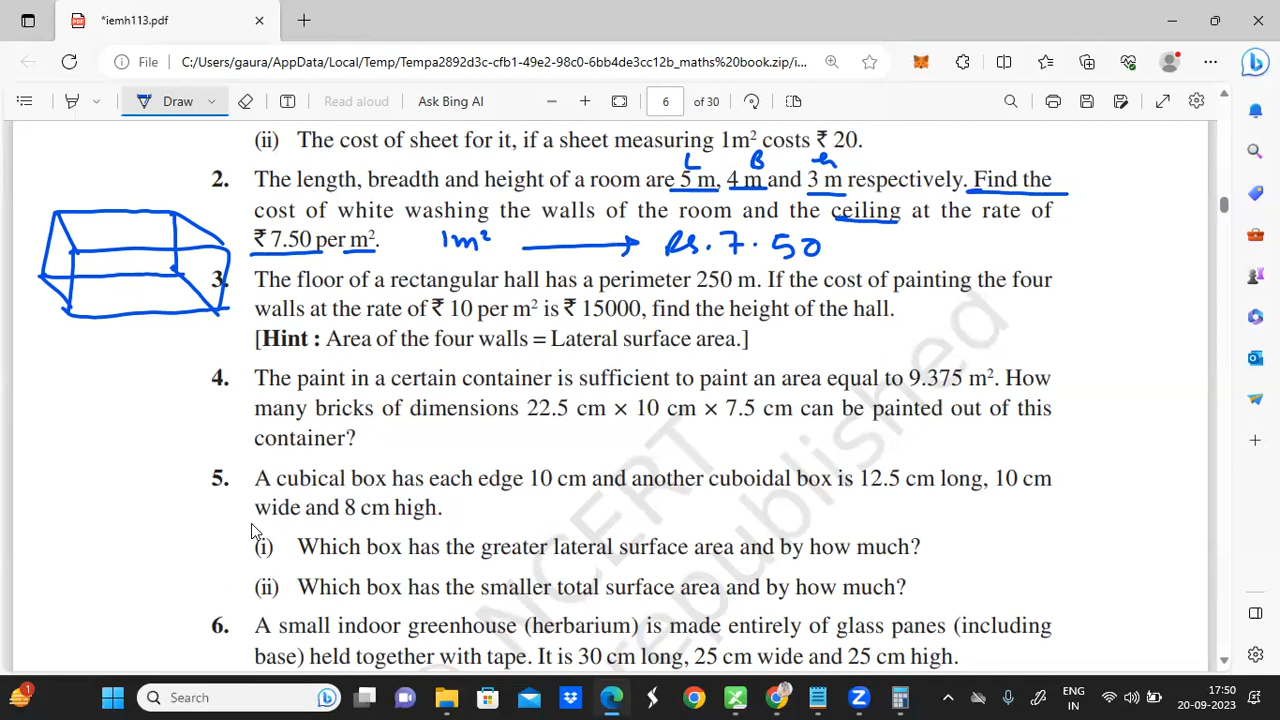 *iemh113.pdf
File
C:/Users/gaura/AppData/Local/Temp/Tempa2892d3c-cfb1-49e2-98c0-6bb4de3cc12b_maths%20book.zip/i...
Draw
Read aloud
Ask Bing AI
6
of 30
(ii) The cost of sheet for it, if a sheet measuring 1m² costs ₹ 20.
L B h
2. The length, breadth and height of a room are 5 m, 4 m and 3 m respectively. Find the
cost of white washing the walls of the room and the ceiling at the rate of
₹ 7.50 per m². 1m² → Rs. 7.50
3. The floor of a rectangular hall has a perimeter 250 m. If the cost of painting the four
walls at the rate of ₹ 10 per m² is ₹ 15000, find the height of the hall.
[Hint : Area of the four walls = Lateral surface area.]
4. The paint in a certain container is sufficient to paint an area equal to 9.375 m². How
many bricks of dimensions 22.5 cm × 10 cm × 7.5 cm can be painted out of this
container?
5. A cubical box has each edge 10 cm and another cuboidal box is 12.5 cm long, 10 cm
wide and 8 cm high.
(i) Which box has the greater lateral surface area and by how much?
(ii) Which box has the smaller total surface area and by how much?
6. A small indoor greenhouse (herbarium) is made entirely of glass panes (including
base) held together with tape. It is 30 cm long, 25 cm wide and 25 cm high.
NCERT
republished
1
Search
ENG
IN
17:50
20-09-2023